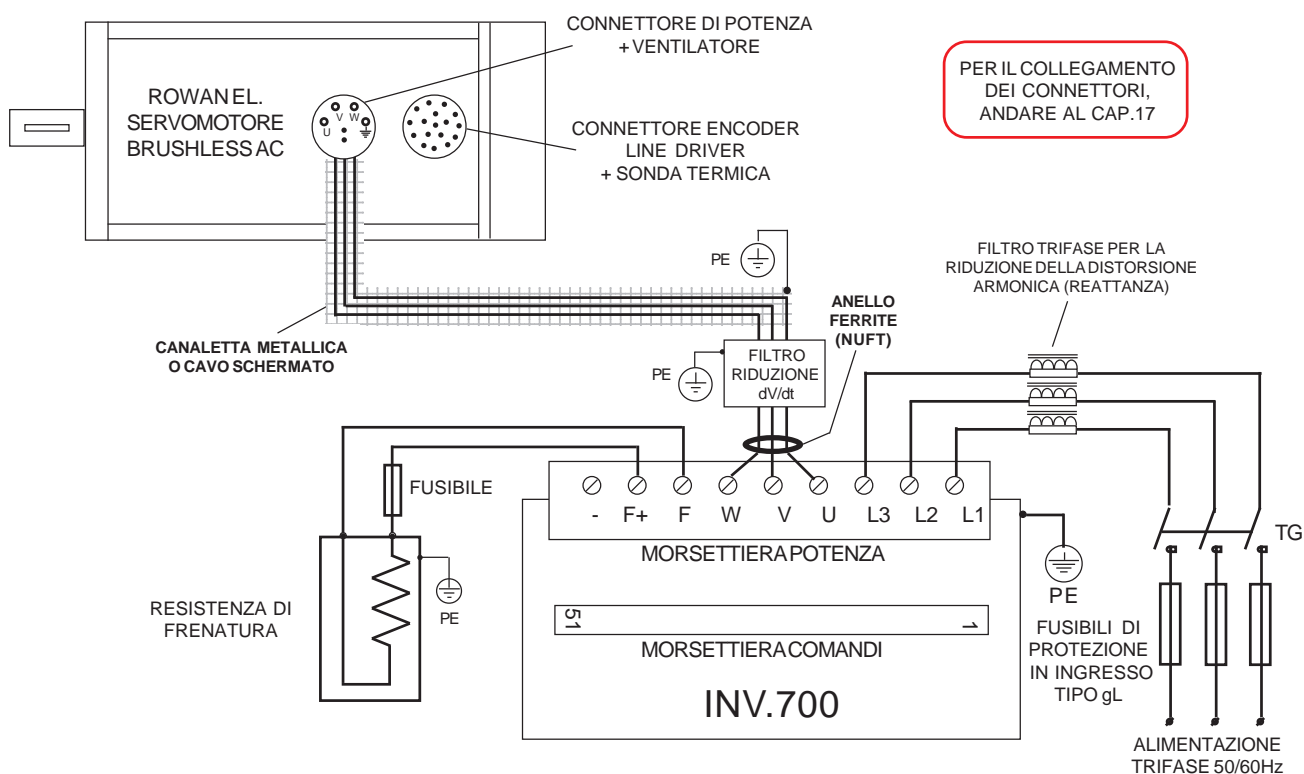 CONNETTORE DI POTENZA
+ VENTILATORE
PER IL COLLEGAMENTO
DEI CONNETTORI,
ANDARE AL CAP.17
ROWAN EL.
SERVOMOTORE
BRUSHLESS AC
U V W
CONNETTORE ENCODER
LINE DRIVER
+ SONDA TERMICA
PE
FILTRO TRIFASE PER LA
RIDUZIONE DELLA DISTORSIONE
ARMONICA (REATTANZA)
ANELLO
FERRITE
(NUFT)
CANALETTA METALLICA
O CAVO SCHERMATO
PE
FILTRO
RIDUZIONE
dV/dt
FUSIBILE
- F+ F W V U L3 L2 L1
MORSETTIERA POTENZA
TG
PE
PE
RESISTENZA DI
FRENATURA
51 1
MORSETTIERA COMANDI
INV.700
FUSIBILI DI
PROTEZIONE
IN INGRESSO
TIPO gL
ALIMENTAZIONE
TRIFASE 50/60Hz